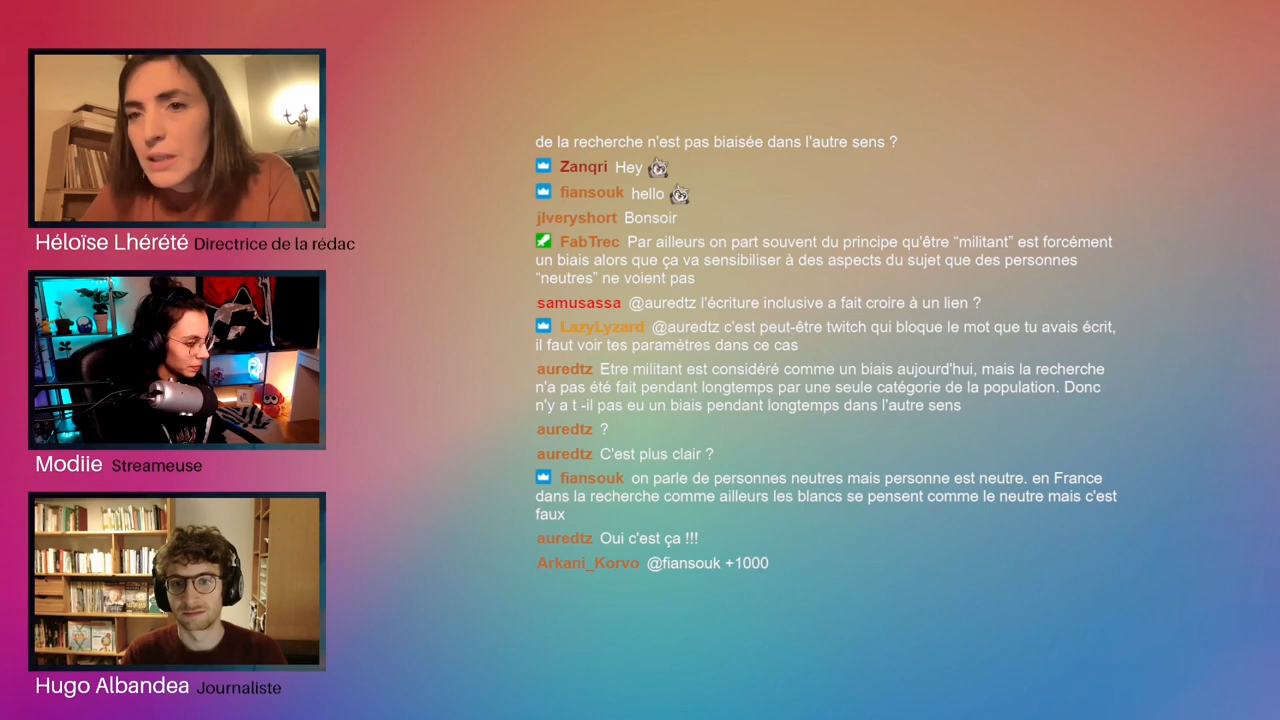 Héloïse Lhérété Directrice de la rédac
Modiie Streameuse
Hugo Albandea Journaliste
de la recherche n'est pas biaisée dans l'autre sens ?
Zanqri Hey
fiansouk hello
jlveryshort Bonsoir
FabTrec Par ailleurs on part souvent du principe qu'être “militant” est forcément
un biais alors que ça va sensibiliser à des aspects du sujet que des personnes
“neutres” ne voient pas
samusassa @auredtz l'écriture inclusive a fait croire à un lien ?
LazyLyzard @auredtz c'est peut-être twitch qui bloque le mot que tu avais écrit,
il faut voir tes paramètres dans ce cas
auredtz Etre militant est considéré comme un biais aujourd'hui, mais la recherche
n'a pas été fait pendant longtemps par une seule catégorie de la population. Donc
n'y a t -il pas eu un biais pendant longtemps dans l'autre sens
auredtz ?
auredtz C'est plus clair ?
fiansouk on parle de personnes neutres mais personne est neutre. en France
dans la recherche comme ailleurs les blancs se pensent comme le neutre mais c'est
faux
auredtz Oui c'est ça !!!
Arkani_Korvo @fiansouk +1000